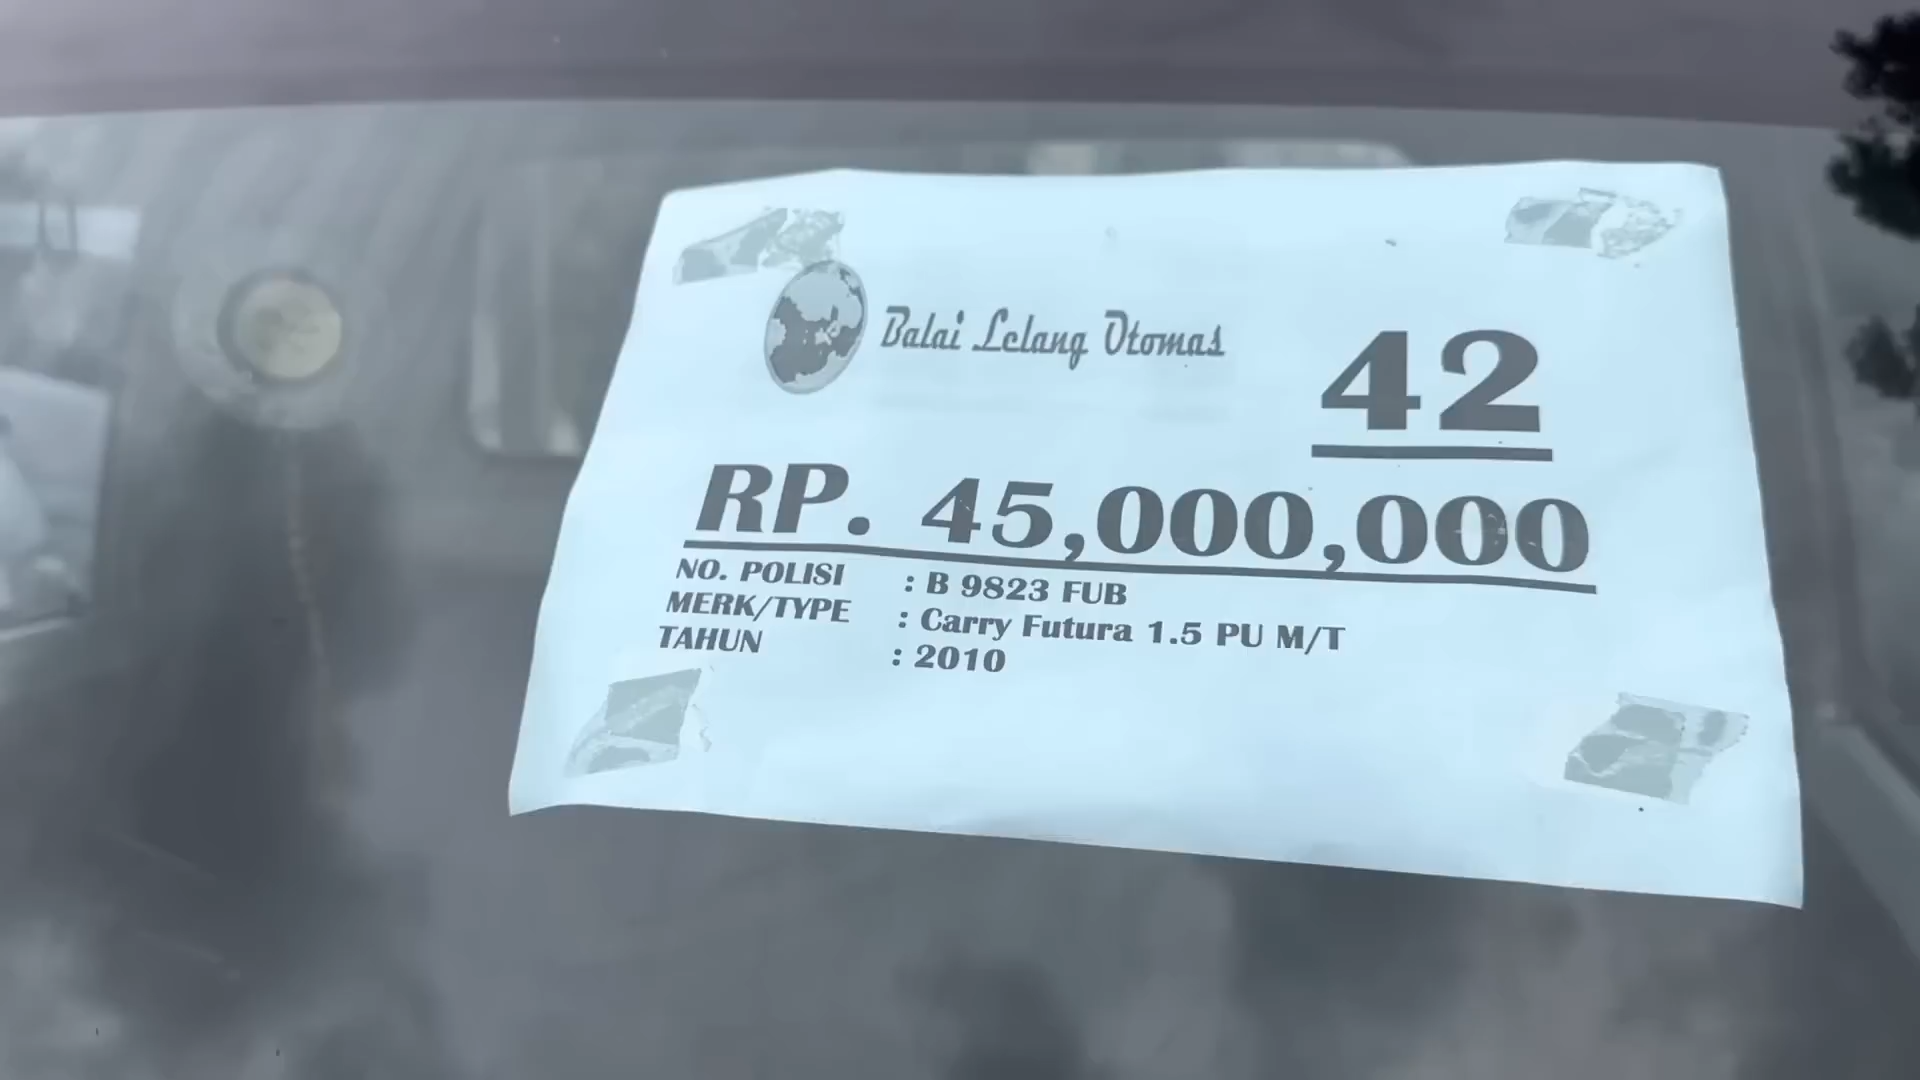 Balai Lelang Otomas
42
RP. 45,000,000
NO. POLISI : B 9823 FUB
MERK/TYPE : Carry Futura 1.5 PU M/T
TAHUN : 2010